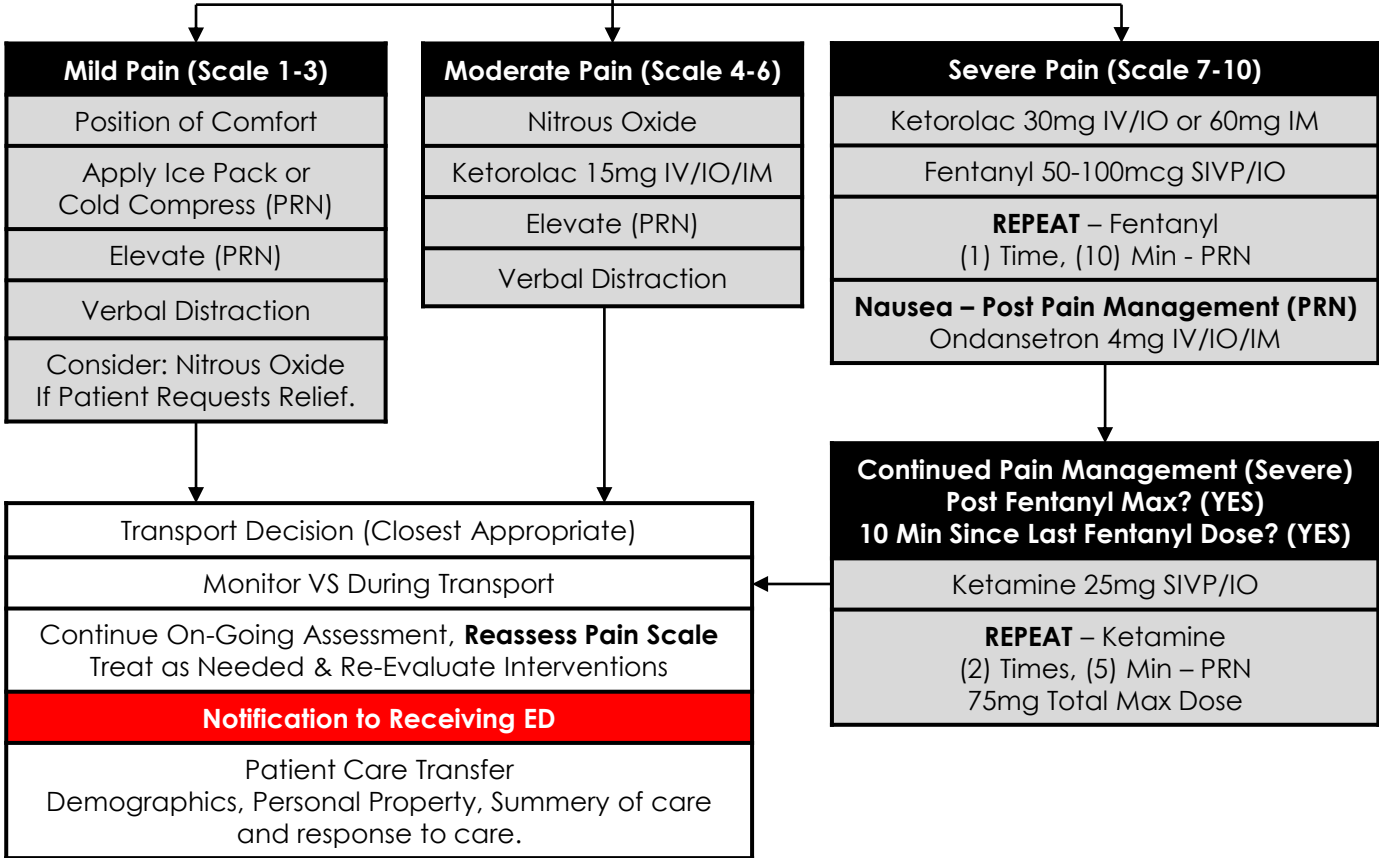 Mild Pain (Scale 1-3)
Position of Comfort
Apply Ice Pack or
Cold Compress (PRN)
Elevate (PRN)
Verbal Distraction
Consider: Nitrous Oxide
If Patient Requests Relief.
Moderate Pain (Scale 4-6)
Nitrous Oxide
Ketorolac 15mg IV/IO/IM
Elevate (PRN)
Verbal Distraction
Severe Pain (Scale 7-10)
Ketorolac 30mg IV/IO or 60mg IM
Fentanyl 50-100mcg SIVP/IO
REPEAT – Fentanyl
(1) Time, (10) Min - PRN
Nausea – Post Pain Management (PRN)
Ondansetron 4mg IV/IO/IM
Continued Pain Management (Severe)
Post Fentanyl Max? (YES)
10 Min Since Last Fentanyl Dose? (YES)
Ketamine 25mg SIVP/IO
REPEAT – Ketamine
(2) Times, (5) Min – PRN
75mg Total Max Dose
Transport Decision (Closest Appropriate)
Monitor VS During Transport
Continue On-Going Assessment, Reassess Pain Scale
Treat as Needed & Re-Evaluate Interventions
Notification to Receiving ED
Patient Care Transfer
Demographics, Personal Property, Summery of care
and response to care.